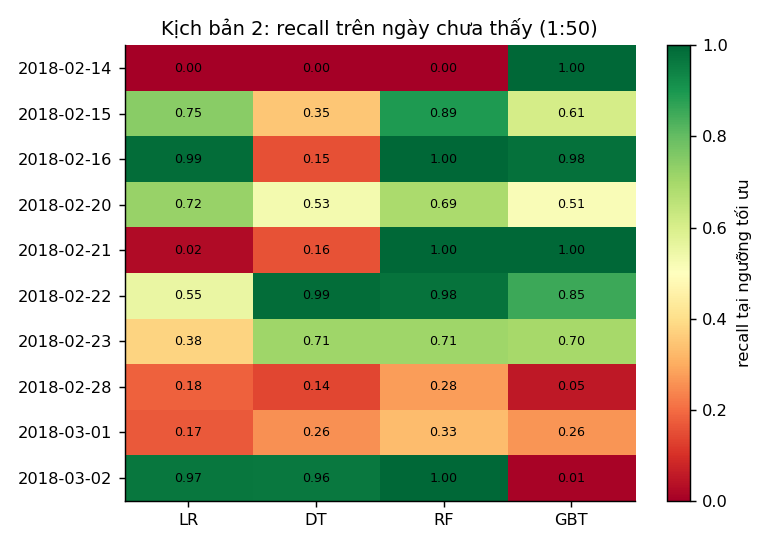 Kịch bản 2: recall trên ngày chưa thấy (1:50)
2018-02-14 0.00 0.00 0.00 1.00
2018-02-15 0.75 0.35 0.89 0.61
2018-02-16 0.99 0.15 1.00 0.98
2018-02-20 0.72 0.53 0.69 0.51
2018-02-21 0.02 0.16 1.00 1.00
2018-02-22 0.55 0.99 0.98 0.85
2018-02-23 0.38 0.71 0.71 0.70
2018-02-28 0.18 0.14 0.28 0.05
2018-03-01 0.17 0.26 0.33 0.26
2018-03-02 0.97 0.96 1.00 0.01
LR DT RF GBT
1.0
0.8
0.6
0.4
0.2
0.0
recall tại ngưỡng tối ưu